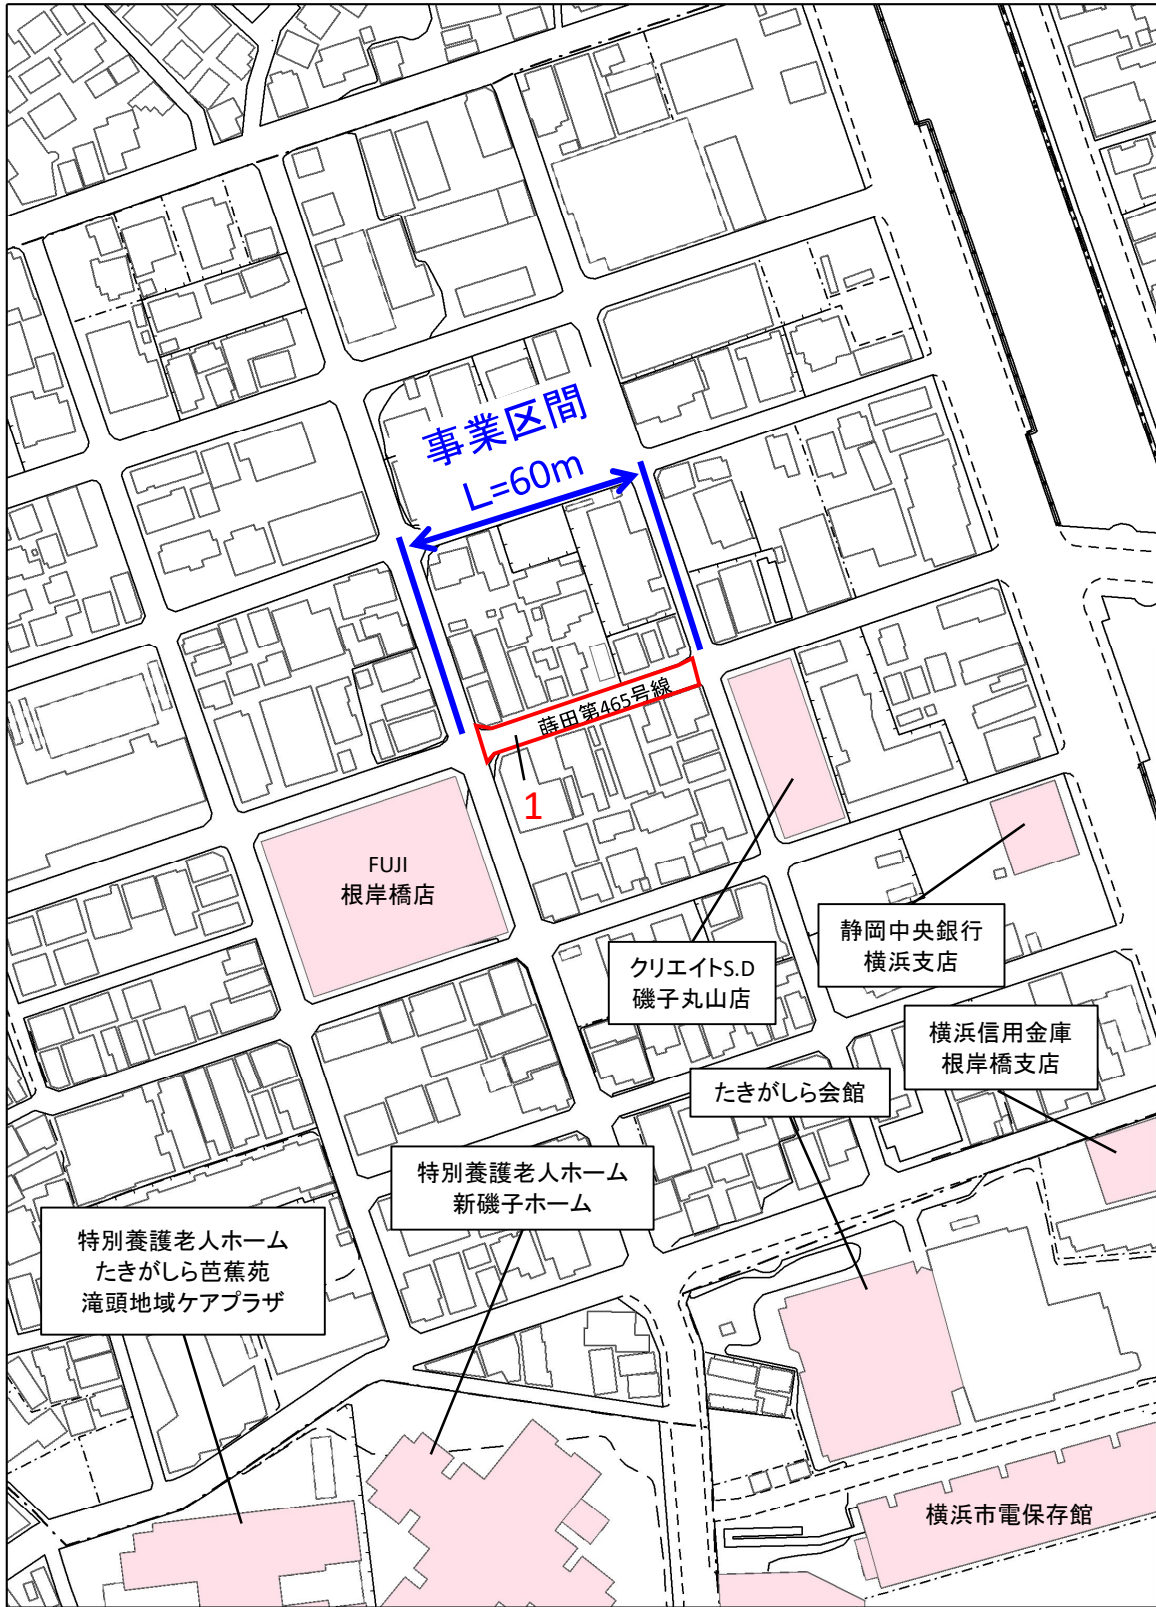 事業区間
L=60m
蒔田第465号線
1
FUJI
根岸橋店
クリエイトS.D
磯子丸山店
静岡中央銀行
横浜支店
横浜信用金庫
根岸橋支店
たきがしら会館
特別養護老人ホーム
新磯子ホーム
特別養護老人ホーム
たきがしら芭蕉苑
滝頭地域ケアプラザ
横浜市電保存館